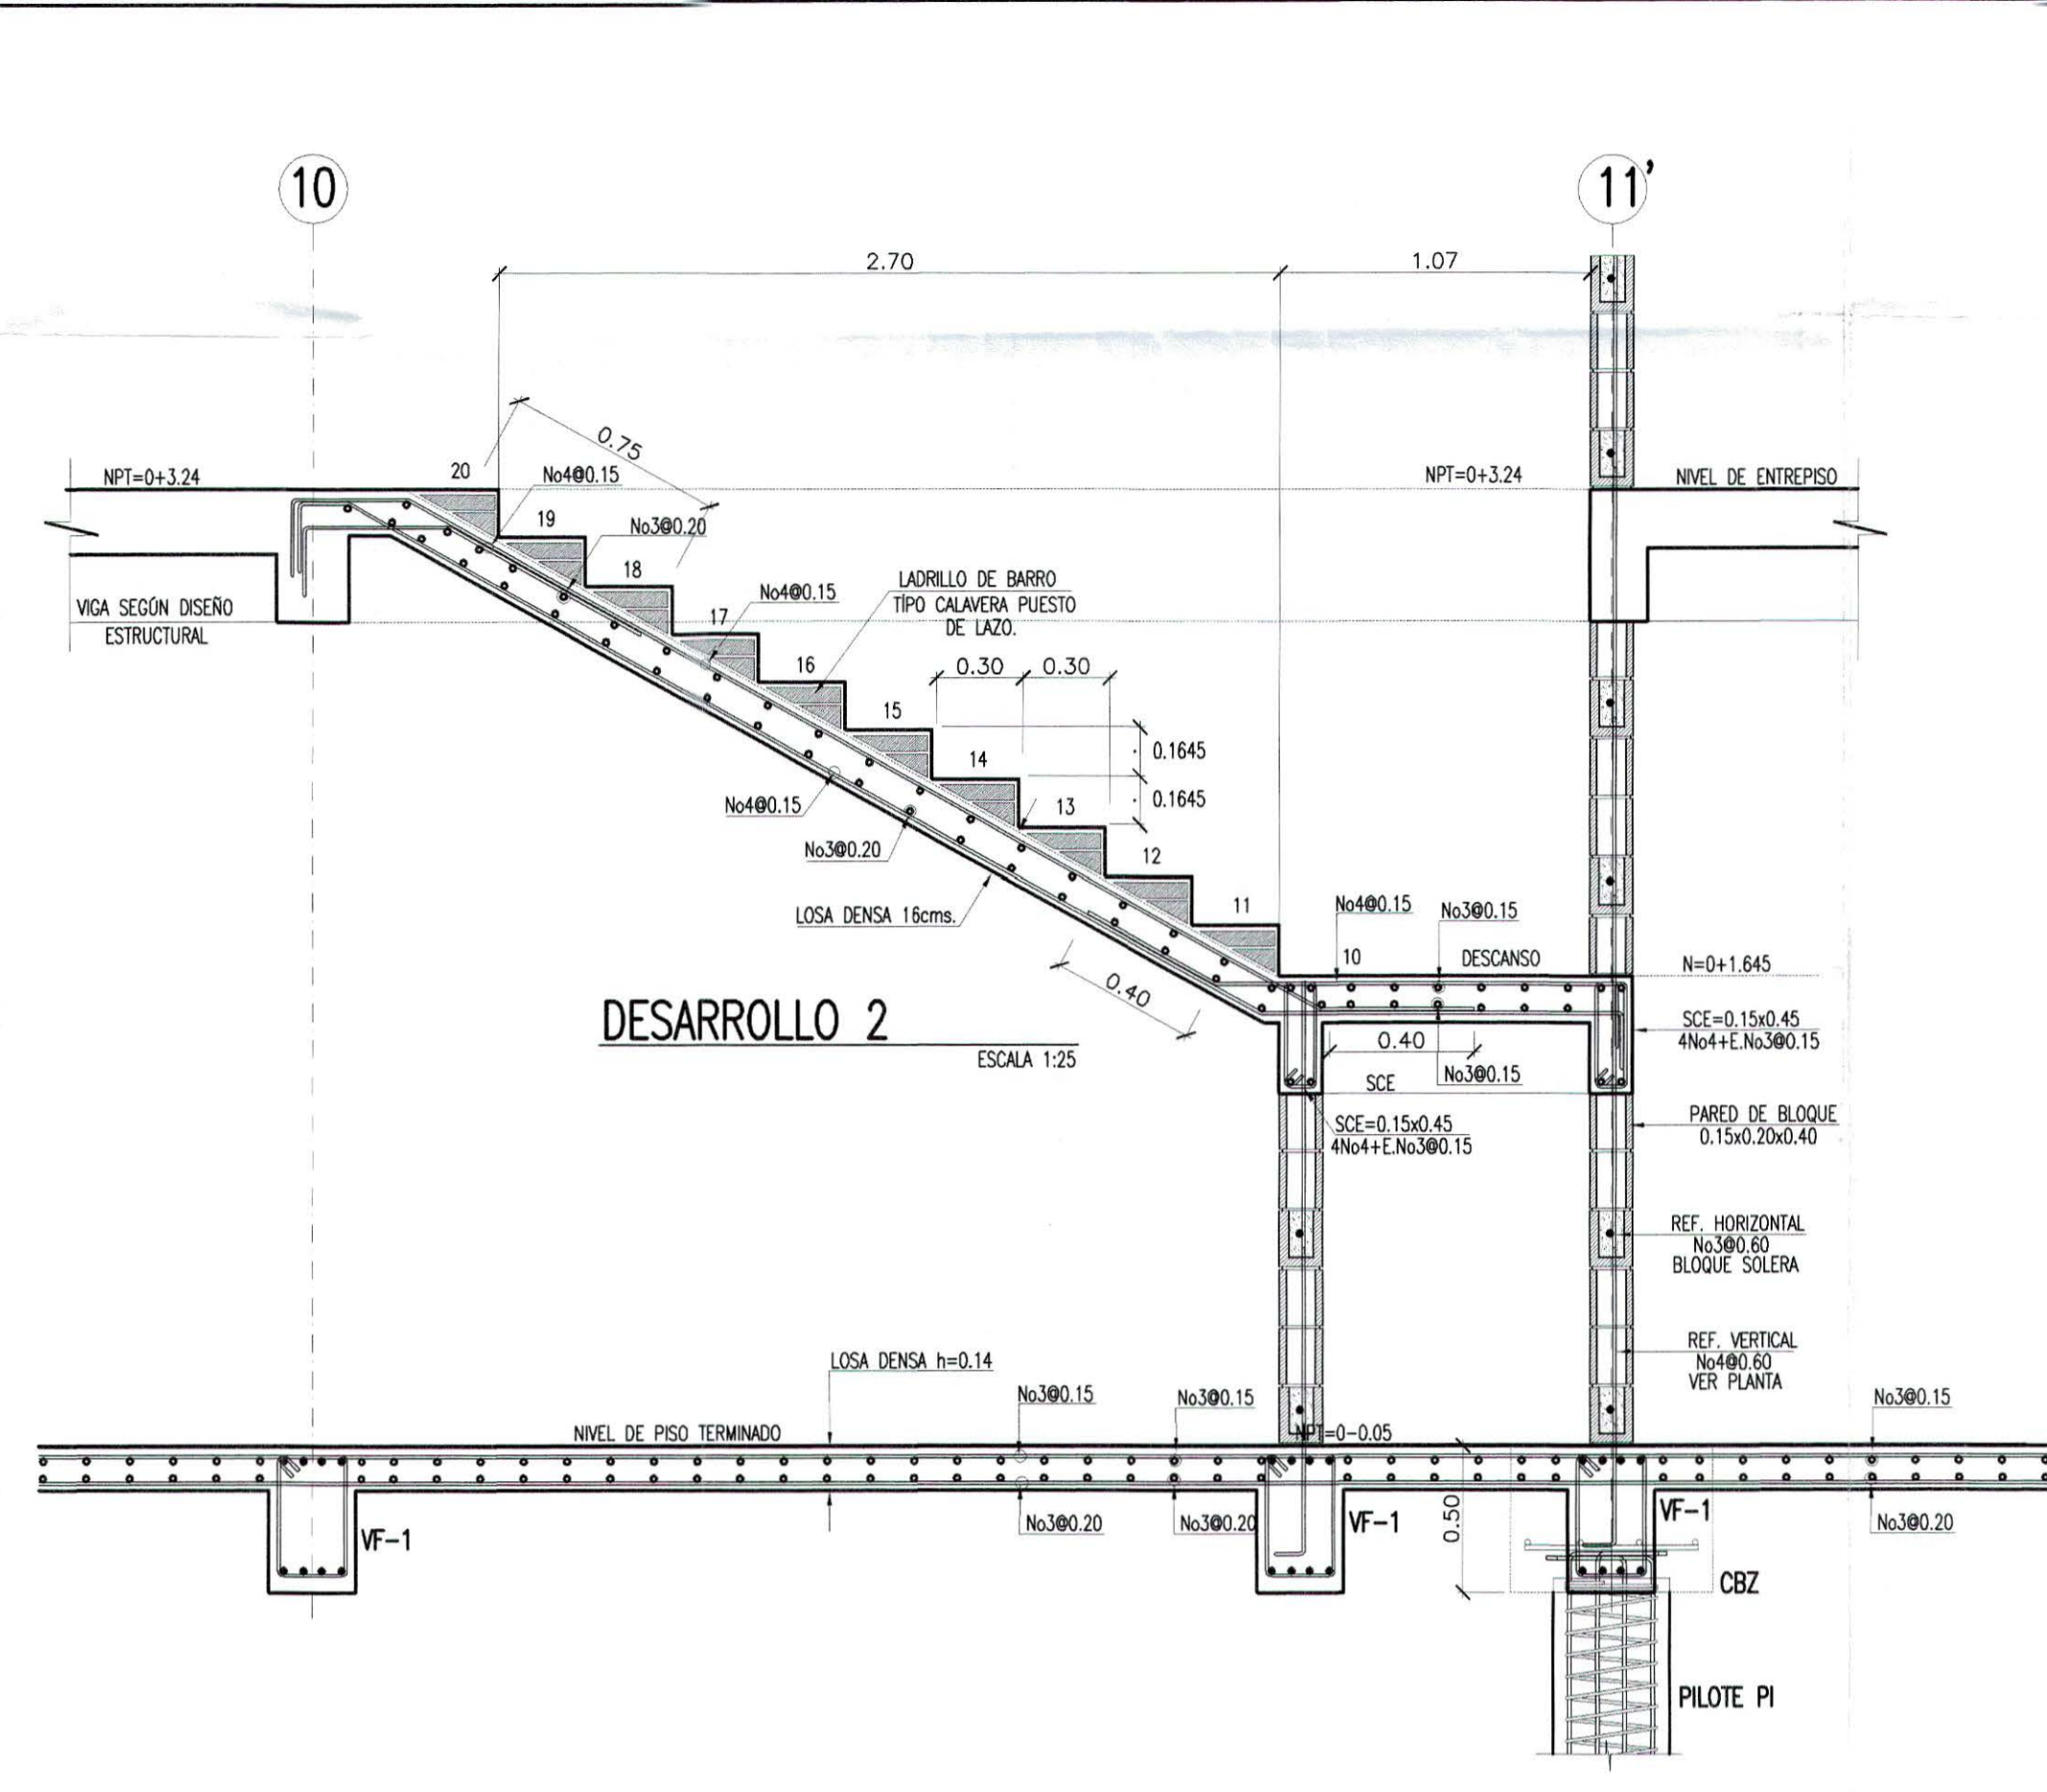 10
11'
2.70
1.07
0.75
20
No4@0.15
NPT=0+3.24
NPT=0+3.24
NIVEL DE ENTREPISO
19
No3@0.20
18
LADRILLO DE BARRO
TIPO CALAVERA PUESTO
DE LAZO.
No4@0.15
VIGA SEGÚN DISEÑO
ESTRUCTURAL
17
16
0.30
0.30
15
0.1645
14
0.1645
No4@0.15
13
No3@0.20
12
LOSA DENSA 16cms.
11
No4@0.15
No3@0.15
10
DESCANSO
N=0+1.645
0.40
DESARROLLO 2
ESCALA 1:25
SCE=0.15x0.45
4No4+E.No3@0.15
0.40
No3@0.15
SCE
SCE=0.15x0.45
4No4+E.No3@0.15
PARED DE BLOQUE
0.15x0.20x0.40
REF. HORIZONTAL
No3@0.60
BLOQUE SOLERA
REF. VERTICAL
No4@0.60
VER PLANTA
LOSA DENSA h=0.14
No3@0.15
No3@0.15
No3@0.15
NIVEL DE PISO TERMINADO
NPT=0-0.05
No3@0.20
No3@0.20
No3@0.20
0.50
VF-1
VF-1
VF-1
CBZ
PILOTE PI